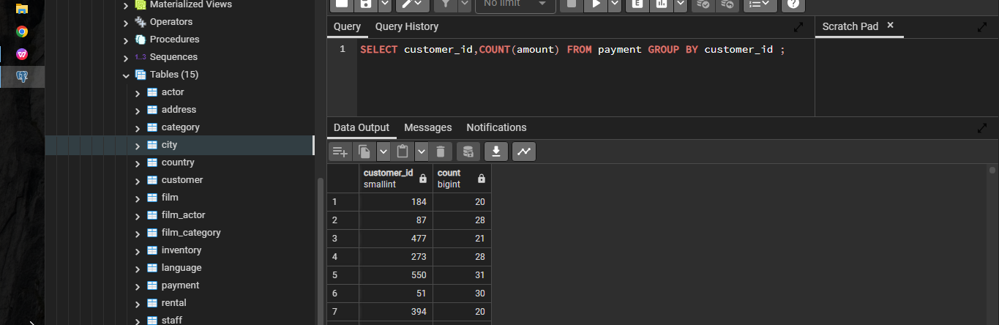 Materialized Views
Operators
Procedures
1..3 Sequences
Tables (15)
actor
address
category
city
country
customer
film
film_actor
film_category
inventory
language
payment
rental
staff
No limit
E
Query Query History
Scratch Pad
1 SELECT customer_id,COUNT(amount) FROM payment GROUP BY customer_id ;
Data Output Messages Notifications
customer_id count
smallint bigint
1 184 20
2 87 28
3 477 21
4 273 28
5 550 31
6 51 30
7 394 20